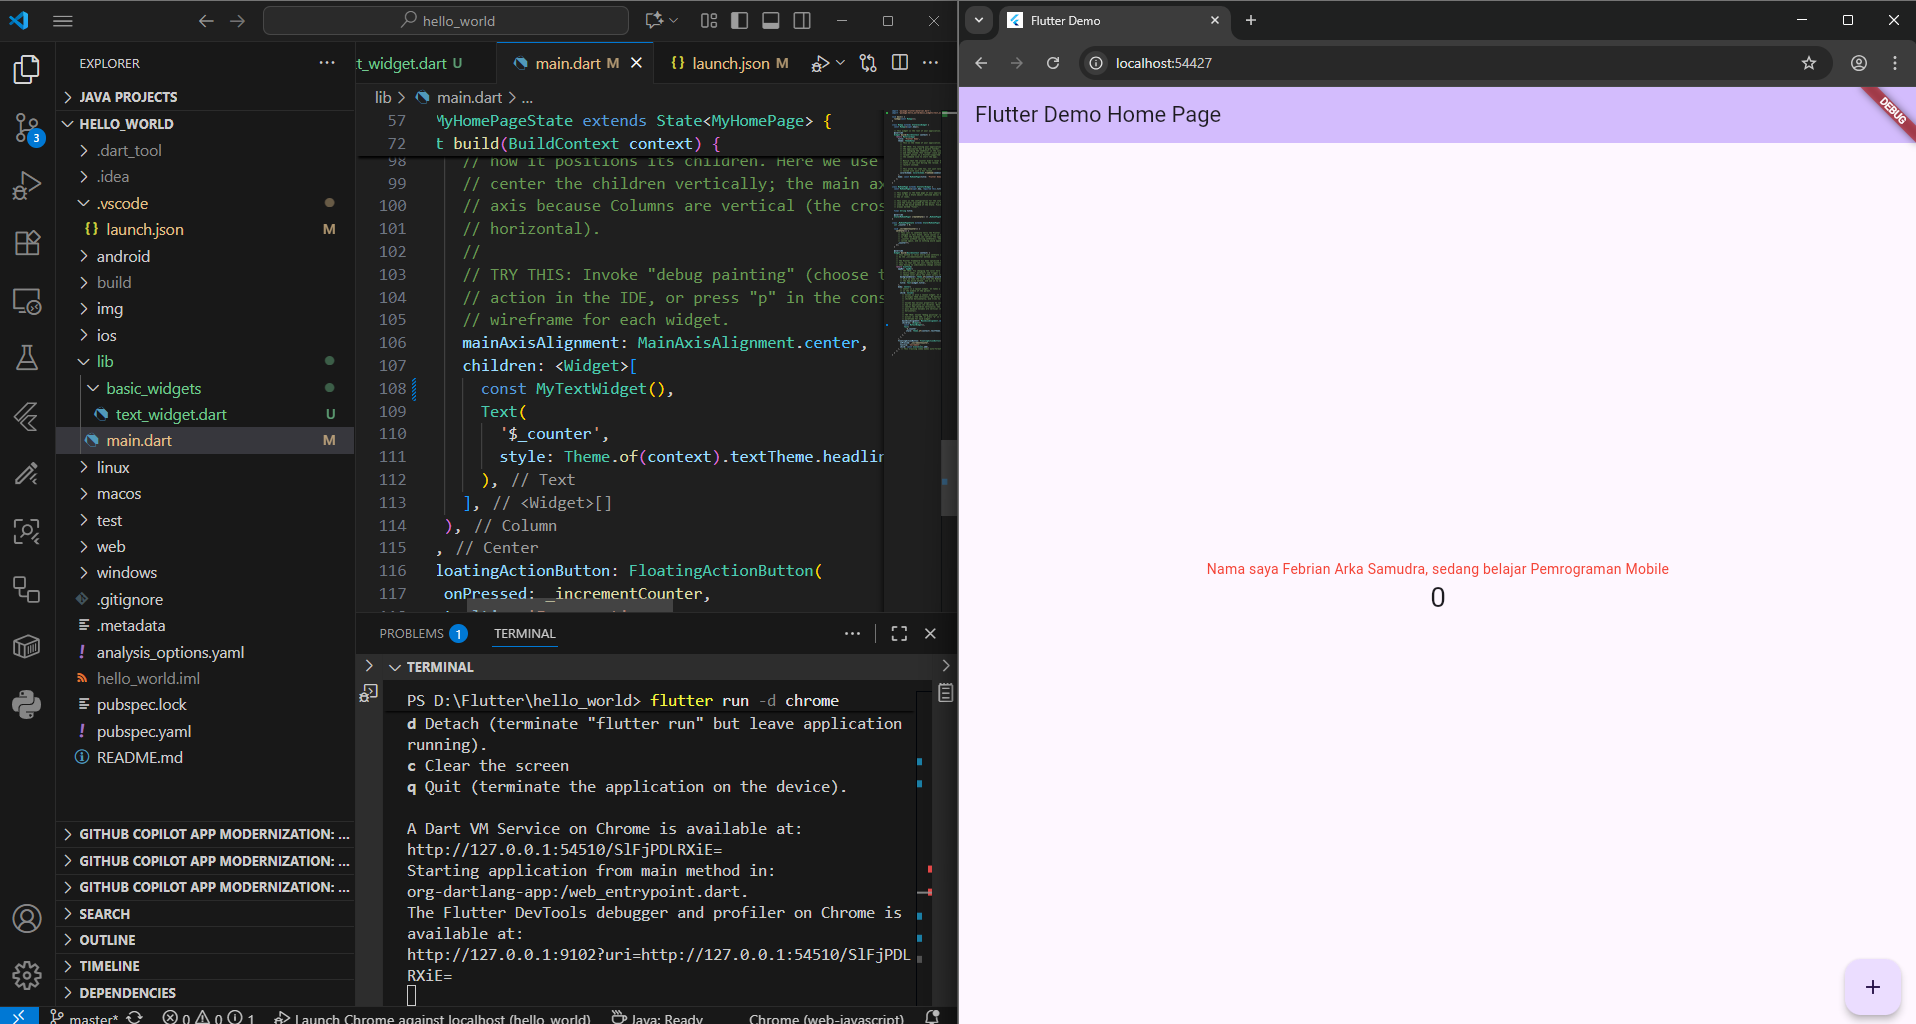 hello_world
EXPLORER
JAVA PROJECTS
HELLO_WORLD
.dart_tool
.idea
.vscode
launch.json M
android
build
img
ios
lib
basic_widgets
text_widget.dart U
main.dart M
linux
macos
test
web
windows
.gitignore
.metadata
analysis_options.yaml
hello_world.iml
pubspec.lock
pubspec.yaml
README.md
GITHUB COPILOT APP MODERNIZATION: ...
GITHUB COPILOT APP MODERNIZATION: ...
GITHUB COPILOT APP MODERNIZATION: ...
SEARCH
OUTLINE
TIMELINE
DEPENDENCIES
3
t_widget.dart U
main.dart M
launch.json M
lib > main.dart > ...
57 MyHomePageState extends State<MyHomePage> {
72 t build(BuildContext context) {
98 // how it positions its children. Here we use
99 // center the children vertically; the main ax
100 // axis because Columns are vertical (the cros
101 // horizontal).
102 //
103 // TRY THIS: Invoke "debug painting" (choose t
104 // action in the IDE, or press "p" in the cons
105 // wireframe for each widget.
106 mainAxisAlignment: MainAxisAlignment.center,
107 children: <Widget>[
108 const MyTextWidget(),
109 Text(
110 '$_counter',
111 style: Theme.of(context).textTheme.headlin
112 ), // Text
113 ], // <Widget>[]
114 ), // Column
115 , // Center
116 loatingActionButton: FloatingActionButton(
117 onPressed: _incrementCounter,
PROBLEMS 1
TERMINAL
TERMINAL
PS D:\Flutter\hello_world> flutter run -d chrome
d Detach (terminate "flutter run" but leave application
running).
c Clear the screen
q Quit (terminate the application on the device).
A Dart VM Service on Chrome is available at:
http://127.0.0.1:54510/SlFjPDLRXiE=
Starting application from main method in:
org-dartlang-app:/web_entrypoint.dart.
The Flutter DevTools debugger and profiler on Chrome is
available at:
http://127.0.0.1:9102?uri=http://127.0.0.1:54510/SlFjPDL
RXiE=
master* 0 0 1 Launch Chrome against localhost (hello_world) Java: Ready Chrome (web-javascript)
Flutter Demo
localhost:54427
Flutter Demo Home Page
DEBUG
Nama saya Febrian Arka Samudra, sedang belajar Pemrograman Mobile
0